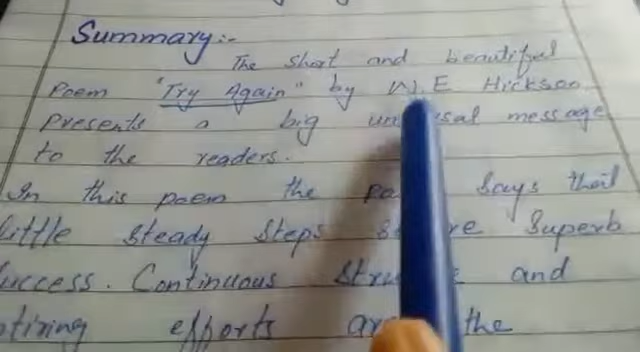 Summary:-
The short and beautiful
Poem "Try Again" by W.E Hickson
presents a big message
to the readers.
In this poem the says that
little steady steps superb
success. Continuous and
efforts are the